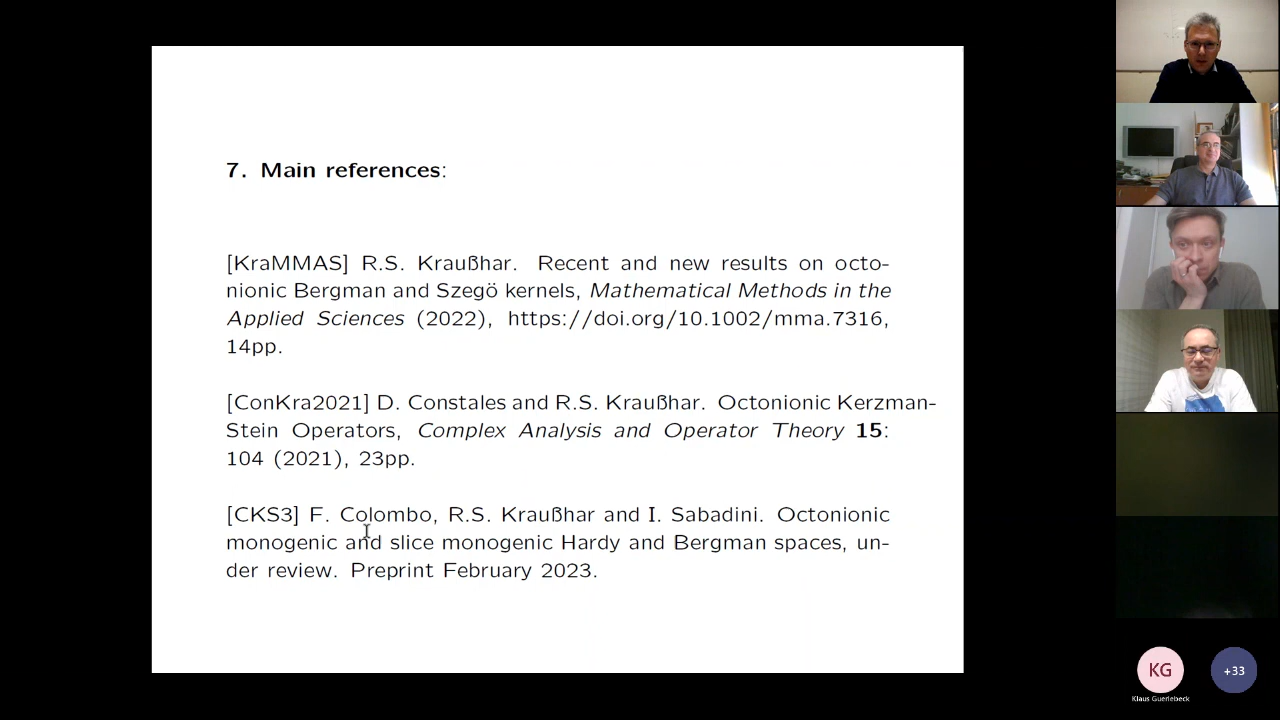 7. Main references:
[KraMMAS] R.S. Kraußhar. Recent and new results on octo-
nionic Bergman and Szegö kernels, Mathematical Methods in the
Applied Sciences (2022), https://doi.org/10.1002/mma.7316,
14pp.
[ConKra2021] D. Constales and R.S. Kraußhar. Octonionic Kerzman-
Stein Operators, Complex Analysis and Operator Theory 15:
104 (2021), 23pp.
[CKS3] F. Colombo, R.S. Kraußhar and I. Sabadini. Octonionic
monogenic and slice monogenic Hardy and Bergman spaces, un-
der review. Preprint February 2023.
KG
+33
Klaus Guerlebeck